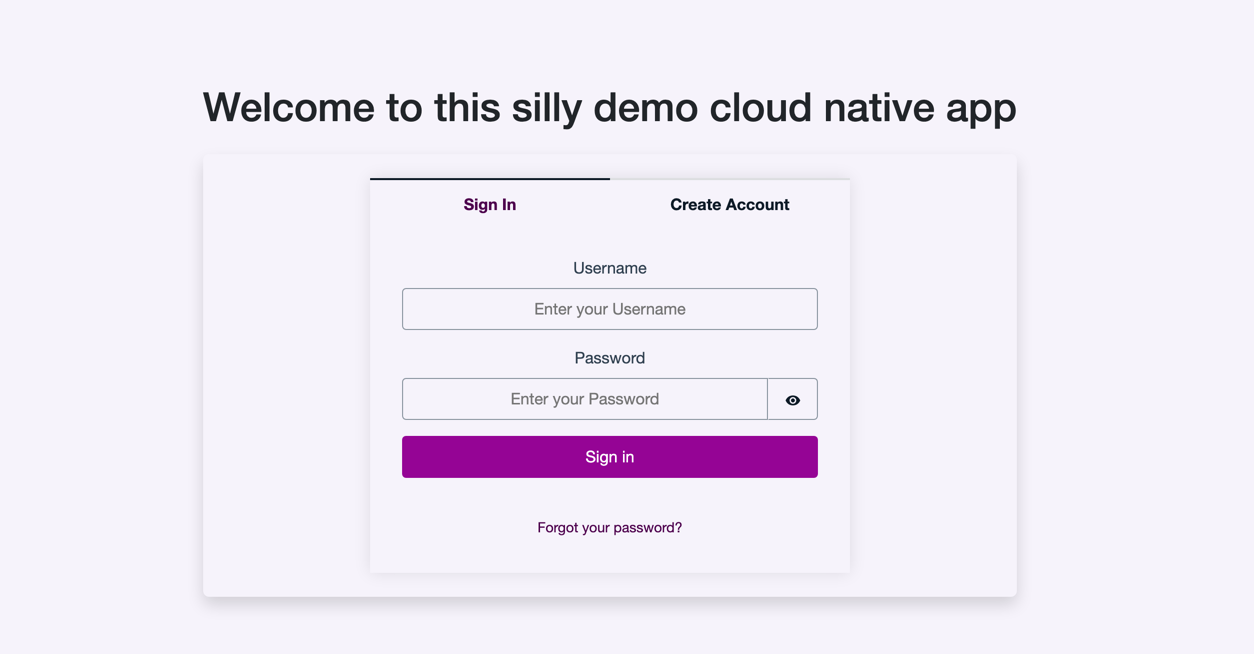 Welcome to this silly demo cloud native app
Sign In
Create Account
Username
Enter your Username
Password
Enter your Password
Sign in
Forgot your password?